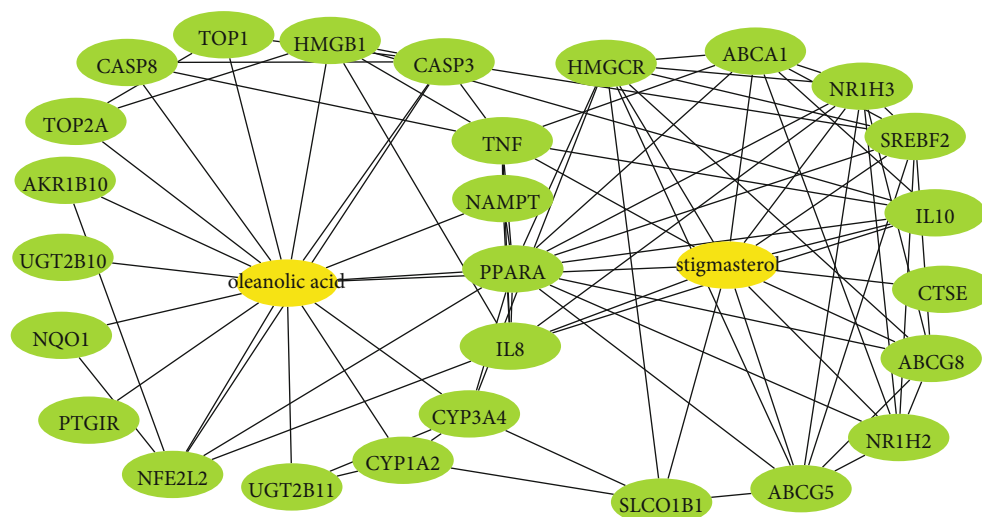 TOP1
HMGB1
CASP8
CASP3
HMGCR
ABCA1
NR1H3
TOP2A
TNF
SREBF2
AKR1B10
NAMPT
IL10
UGT2B10
oleanolic acid
PPARA
stigmasterol
CTSE
NQO1
IL8
ABCG8
PTGIR
CYP3A4
NR1H2
NFE2L2
UGT2B11
CYP1A2
SLCO1B1
ABCG5